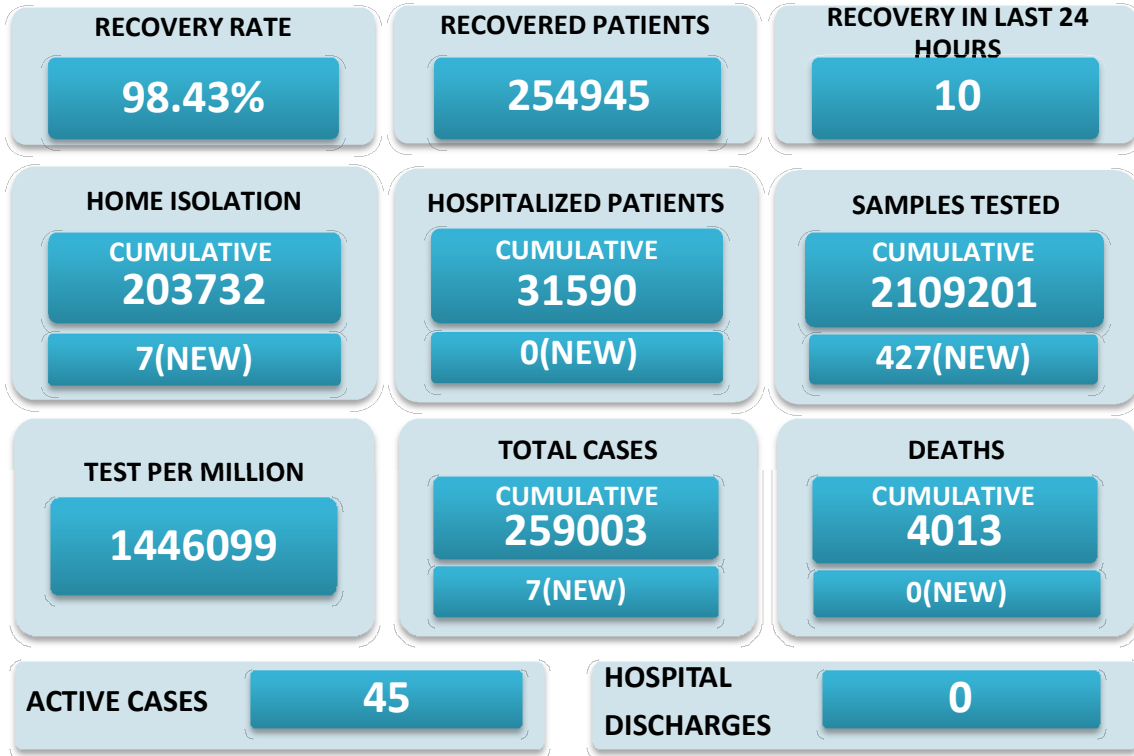 RECOVERY RATE
98.43%
RECOVERED PATIENTS
254945
RECOVERY IN LAST 24
HOURS
10
HOME ISOLATION
CUMULATIVE
203732
7(NEW)
HOSPITALIZED PATIENTS
CUMULATIVE
31590
0(NEW)
SAMPLES TESTED
CUMULATIVE
2109201
427(NEW)
TEST PER MILLION
1446099
TOTAL CASES
CUMULATIVE
259003
7(NEW)
DEATHS
CUMULATIVE
4013
0(NEW)
ACTIVE CASES
45
HOSPITAL
DISCHARGES
0